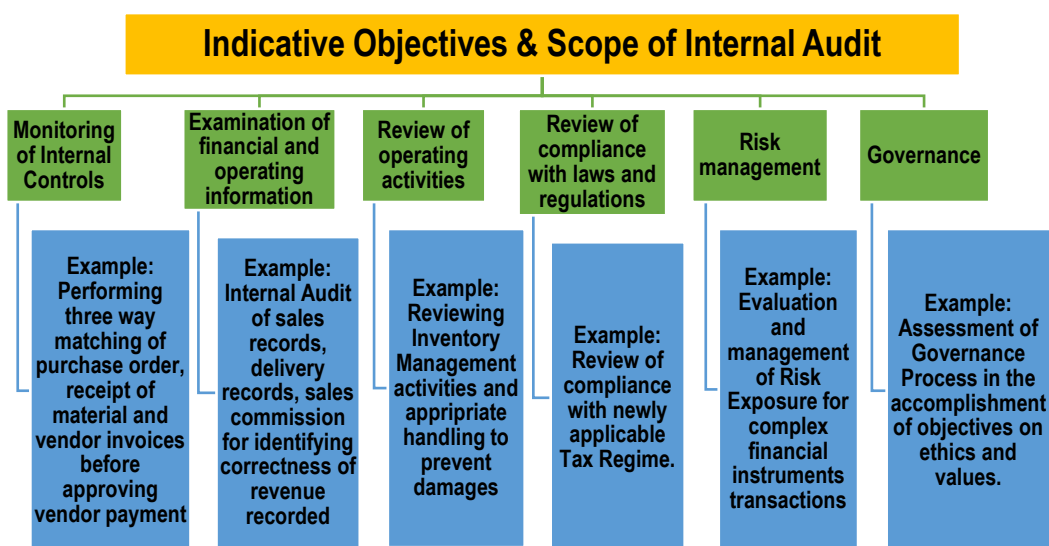 Indicative Objectives & Scope of Internal Audit
Monitoring
of Internal
Controls
Example:
Performing
three way
matching of
purchase order,
receipt of
material and
vendor invoices
before
approving
vendor payment
Examination of
financial and
operating
information
Example:
Internal Audit
of sales
records,
delivery
records, sales
commission
for identifying
correctness of
revenue
recorded
Review of
operating
activities
Example:
Reviewing
Inventory
Management
activities and
appripriate
handling to
prevent
damages
Review of
compliance
with laws and
regulations
Example:
Review of
compliance
with newly
applicable
Tax Regime.
Risk
management
Example:
Evaluation
and
management
of Risk
Exposure for
complex
financial
instruments
transactions
Governance
Example:
Assessment of
Governance
Process in the
accomplishment
of objectives on
ethics and
values.